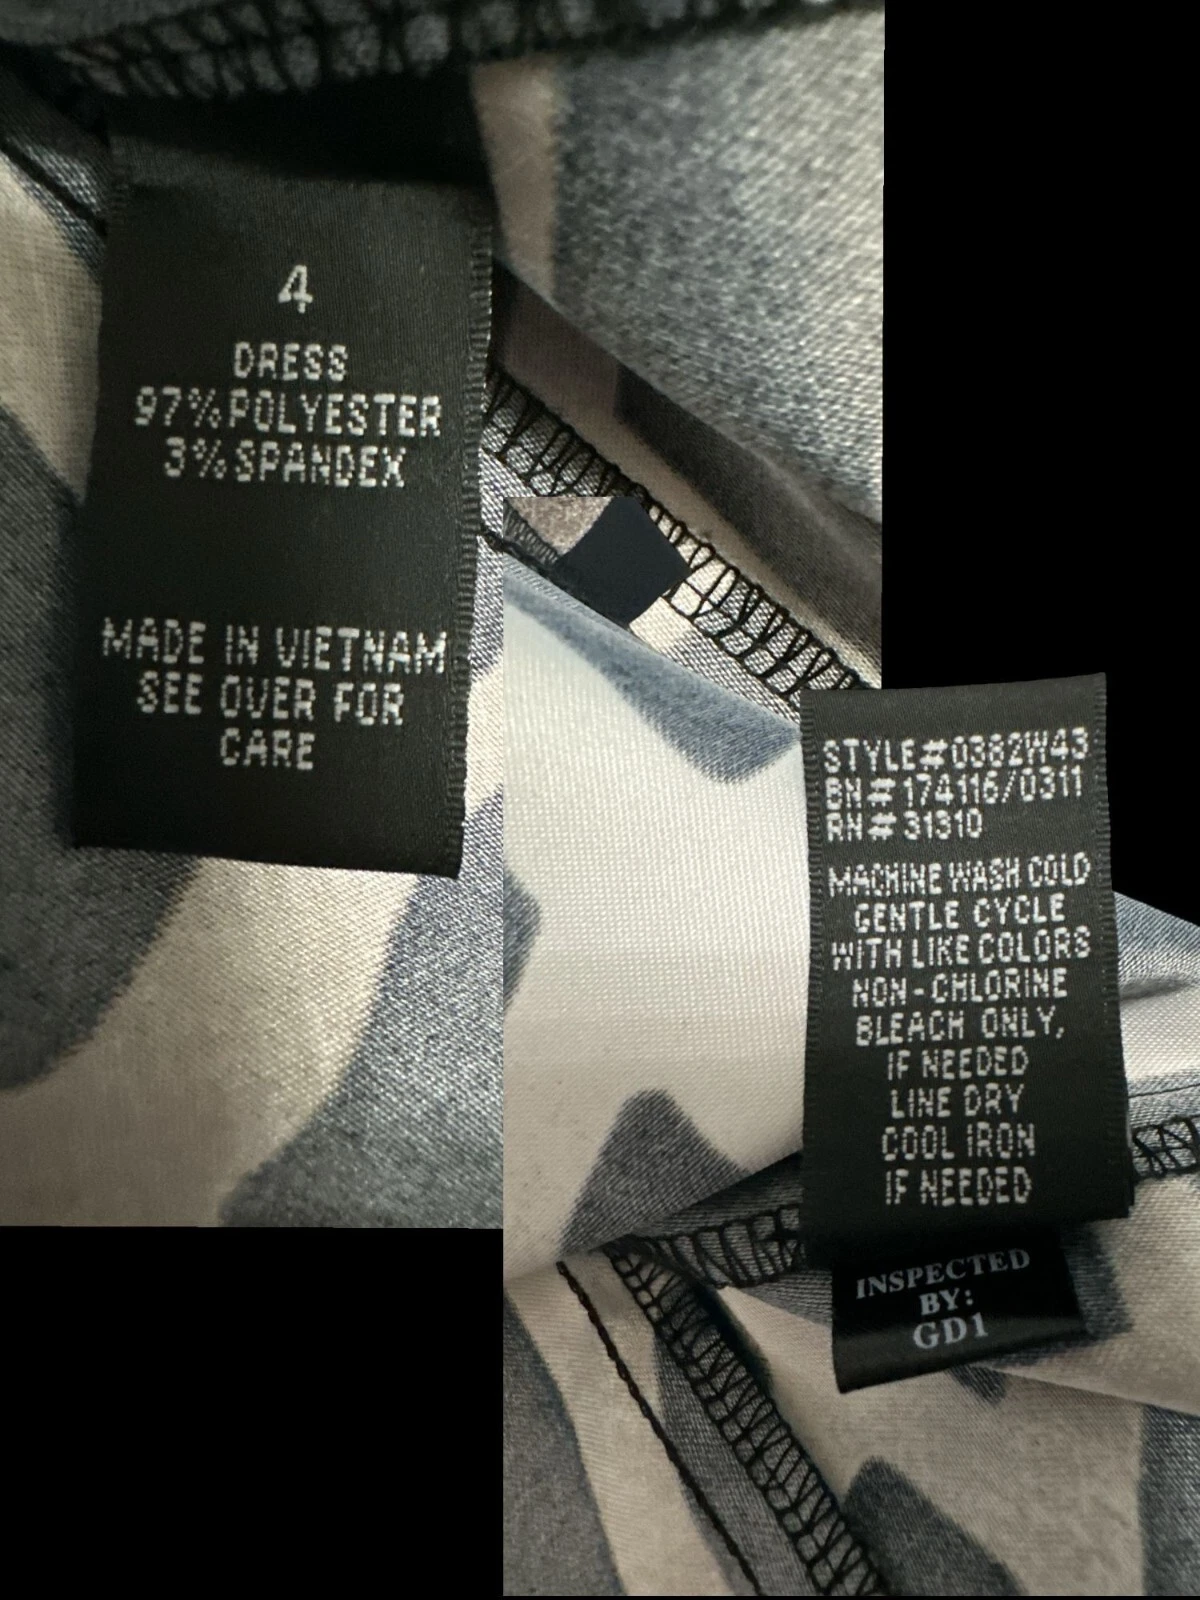 4
DRESS
97% POLYESTER
3% SPANDEX
MADE IN VIETNAM
SEE OVER FOR
CARE
STYLE# 0382W43
BN# 174116/0311
RN# 31310
MACHINE WASH COLD
GENTLE CYCLE
WITH LIKE COLORS
NON-CHLORINE
BLEACH ONLY,
IF NEEDED
LINE DRY
COOL IRON
IF NEEDED
INSPECTED
BY:
GD1